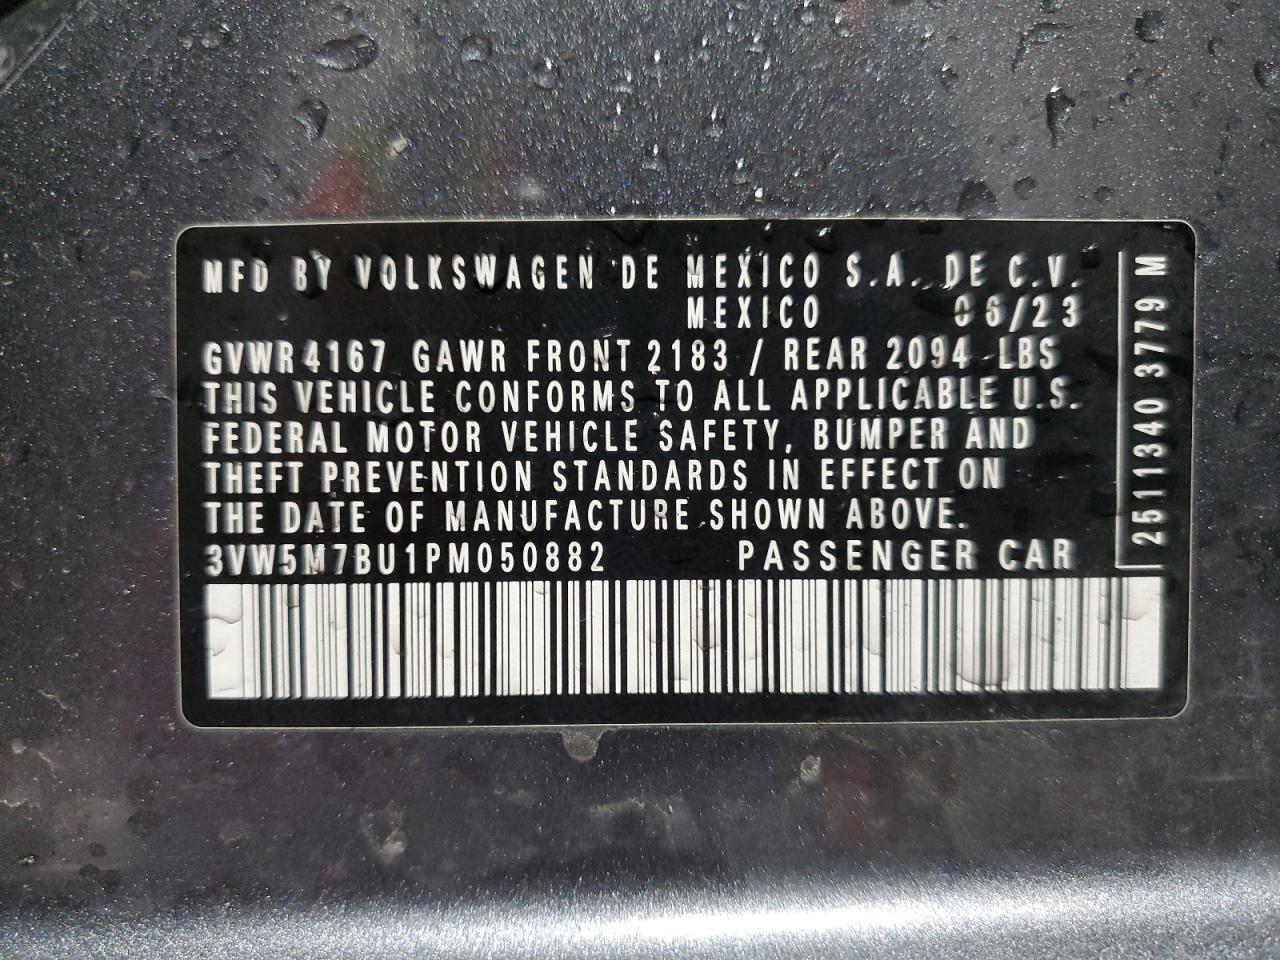 MFD BY VOLKSWAGEN DE MEXICO S.A. DE C.V.
MEXICO 06/23
GVWR 4167 GAWR FRONT 2183 / REAR 2094 LBS
THIS VEHICLE CONFORMS TO ALL APPLICABLE U.S.
FEDERAL MOTOR VEHICLE SAFETY, BUMPER AND
THEFT PREVENTION STANDARDS IN EFFECT ON
THE DATE OF MANUFACTURE SHOWN ABOVE.
3VW5M7BU1PM050882 PASSENGER CAR
2511340 3779 M